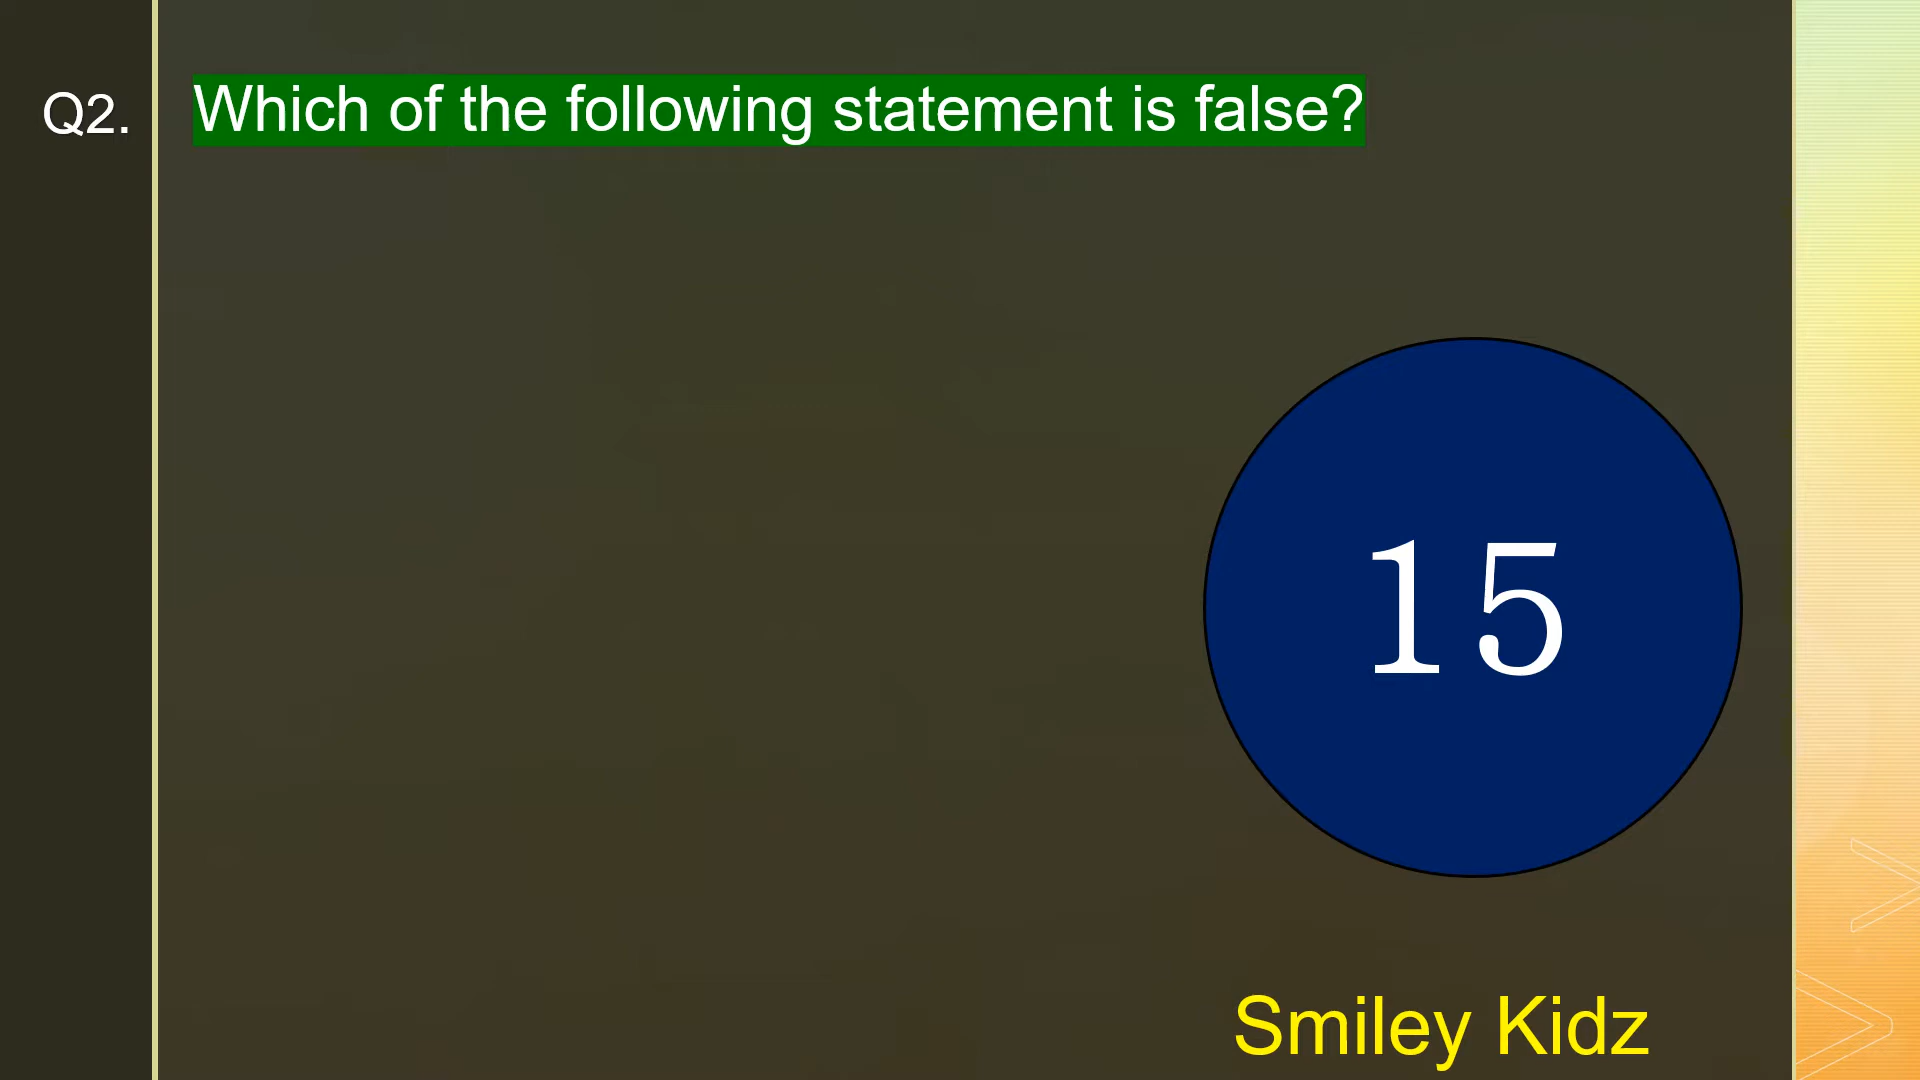 Q2. Which of the following statement is false?
15
Smiley Kidz